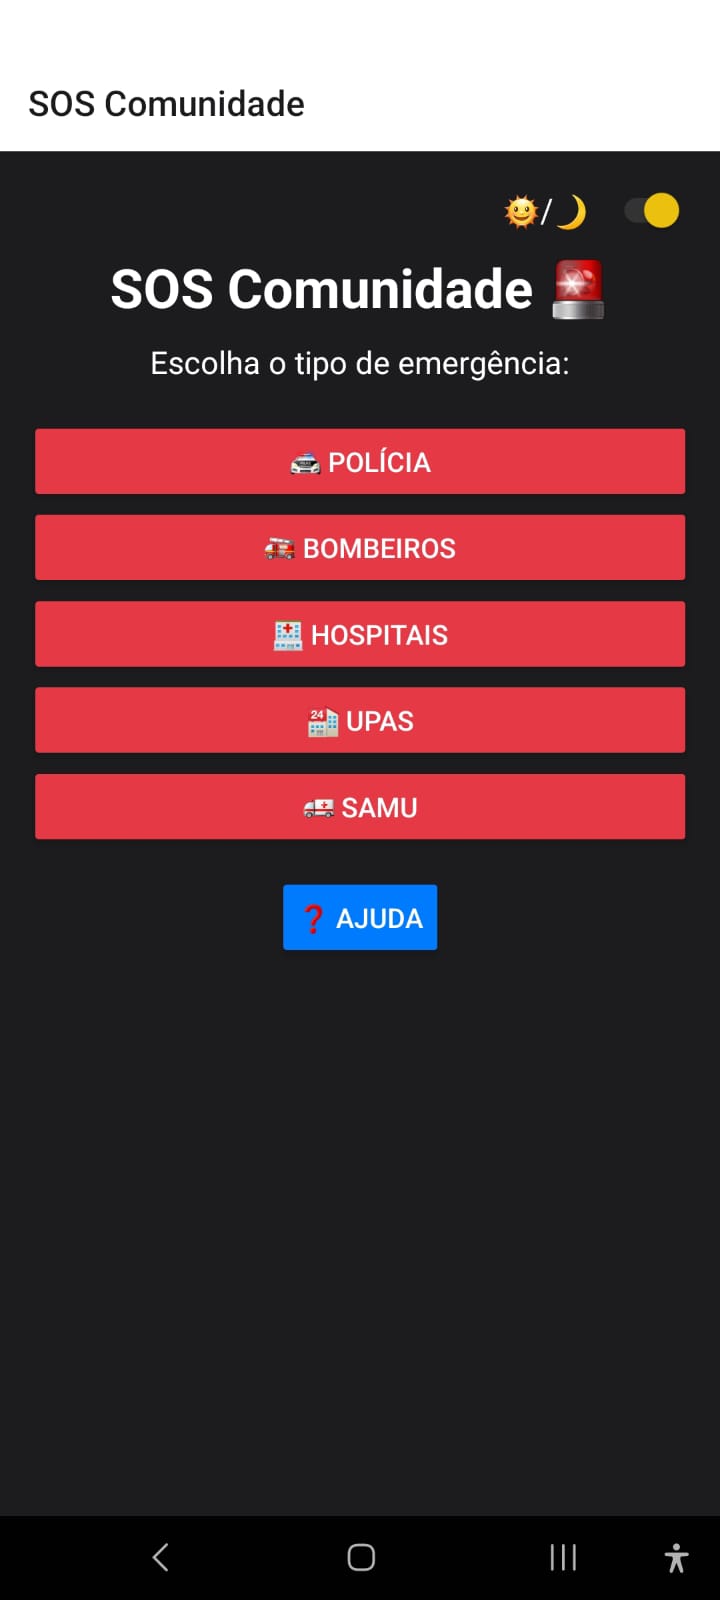 SOS Comunidade
🌞/🌙
SOS Comunidade 🚨
Escolha o tipo de emergência:
🚔 POLÍCIA
🚒 BOMBEIROS
🏥 HOSPITAIS
🏪 UPAS
🚑 SAMU
❓ AJUDA